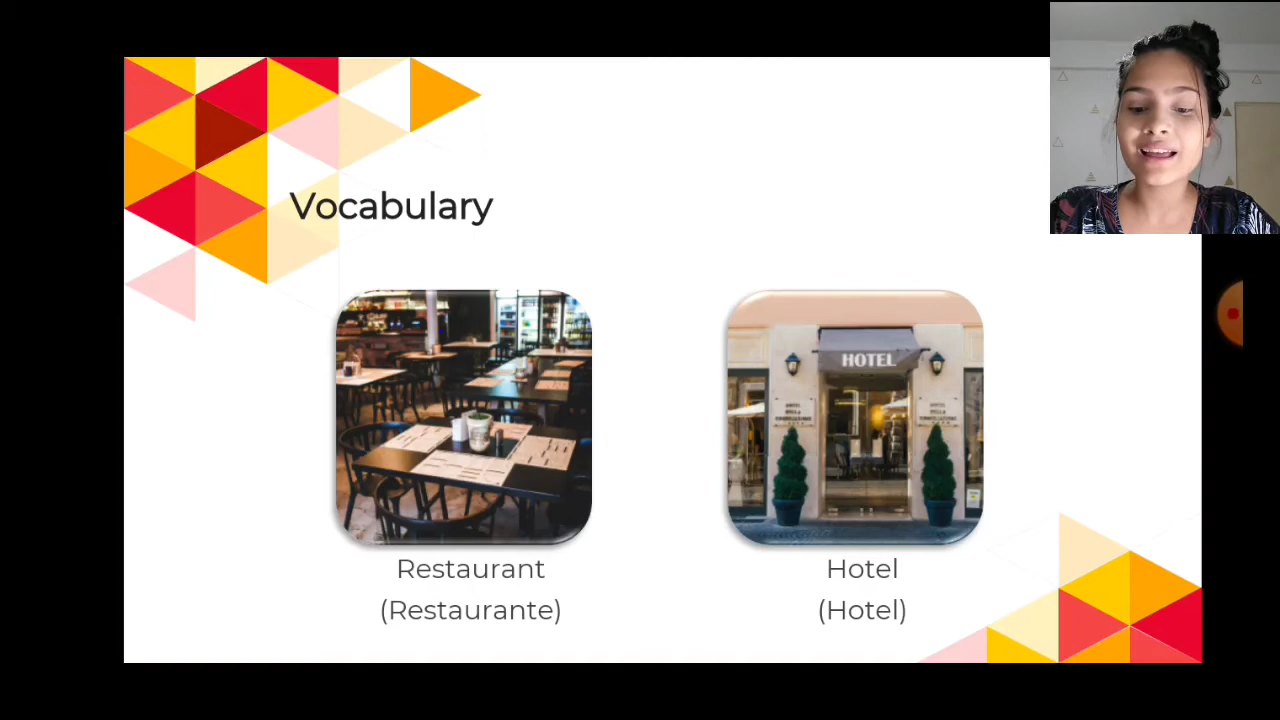 Vocabulary
HOTEL
Restaurant
(Restaurante)
Hotel
(Hotel)